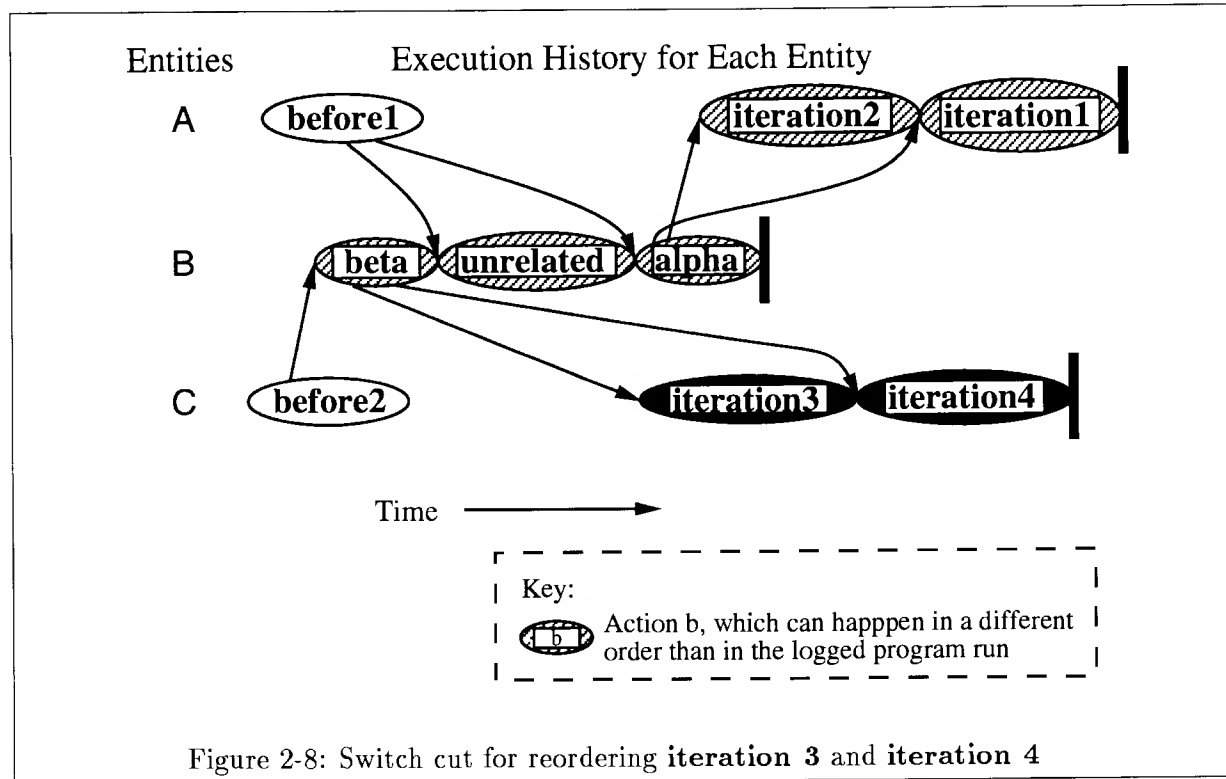 Entities Execution History for Each Entity
A before1 iteration2 iteration1
B beta unrelated alpha
C before2 iteration3 iteration4
Time
Key:
b Action b, which can happpen in a different
order than in the logged program run
Figure 2-8: Switch cut for reordering iteration 3 and iteration 4